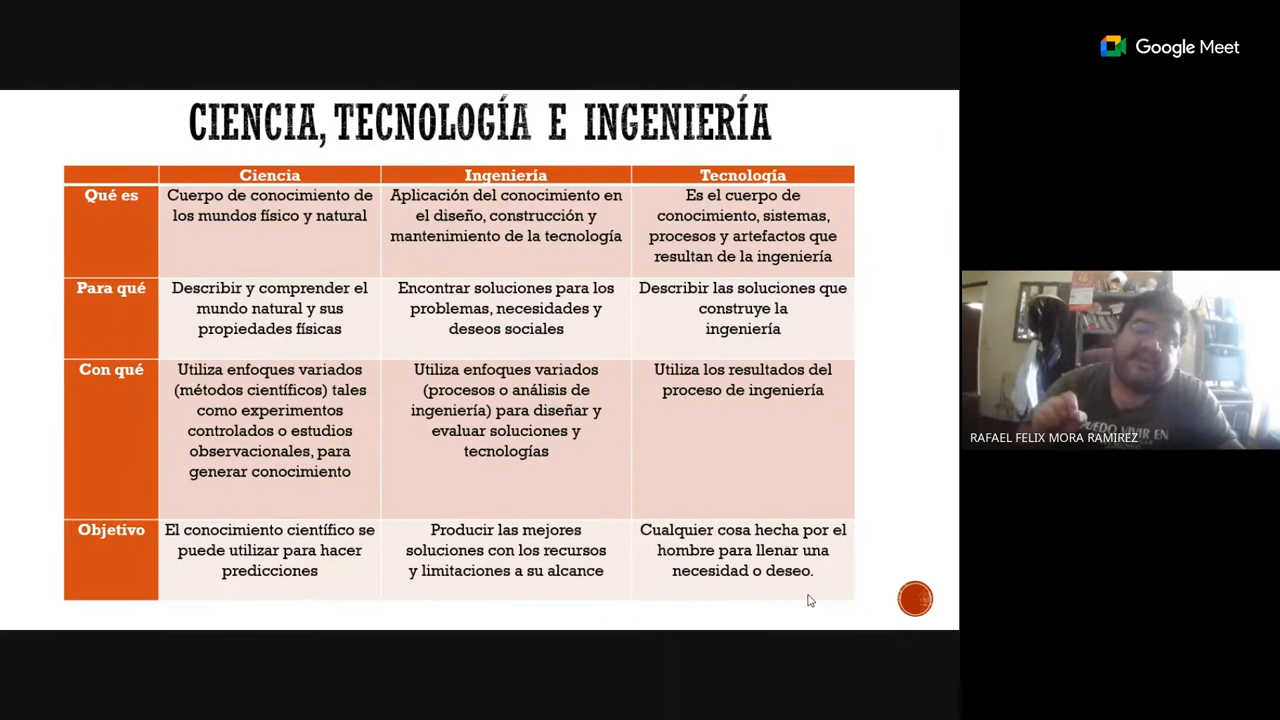 Google Meet
CIENCIA, TECNOLOGÍA E INGENIERÍA
Ciencia
Ingeniería
Tecnología
Qué es
Cuerpo de conocimiento de
los mundos físico y natural
Aplicación del conocimiento en
el diseño, construcción y
mantenimiento de la tecnología
Es el cuerpo de
conocimiento, sistemas,
procesos y artefactos que
resultan de la ingeniería
Para qué
Describir y comprender el
mundo natural y sus
propiedades físicas
Encontrar soluciones para los
problemas, necesidades y
deseos sociales
Describir las soluciones que
construye la
ingeniería
Con qué
Utiliza enfoques variados
(métodos científicos) tales
como experimentos
controlados o estudios
observacionales, para
generar conocimiento
Utiliza enfoques variados
(procesos o análisis de
ingeniería) para diseñar y
evaluar soluciones y
tecnologías
Utiliza los resultados del
proceso de ingeniería
Objetivo
El conocimiento científico se
puede utilizar para hacer
predicciones
Producir las mejores
soluciones con los recursos
y limitaciones a su alcance
Cualquier cosa hecha por el
hombre para llenar una
necesidad o deseo.
VIVIR EN
RAFAEL FELIX MORA RAMIREZ